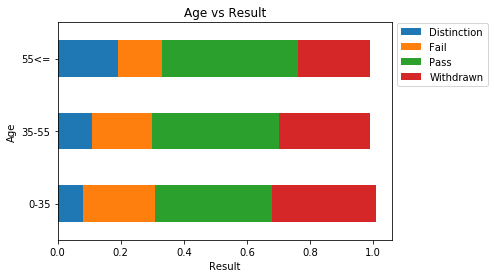 Age vs Result
Distinction
Fail
Pass
Withdrawn
55<=
35-55
0-35
Age
0.0 0.2 0.4 0.6 0.8 1.0
Result